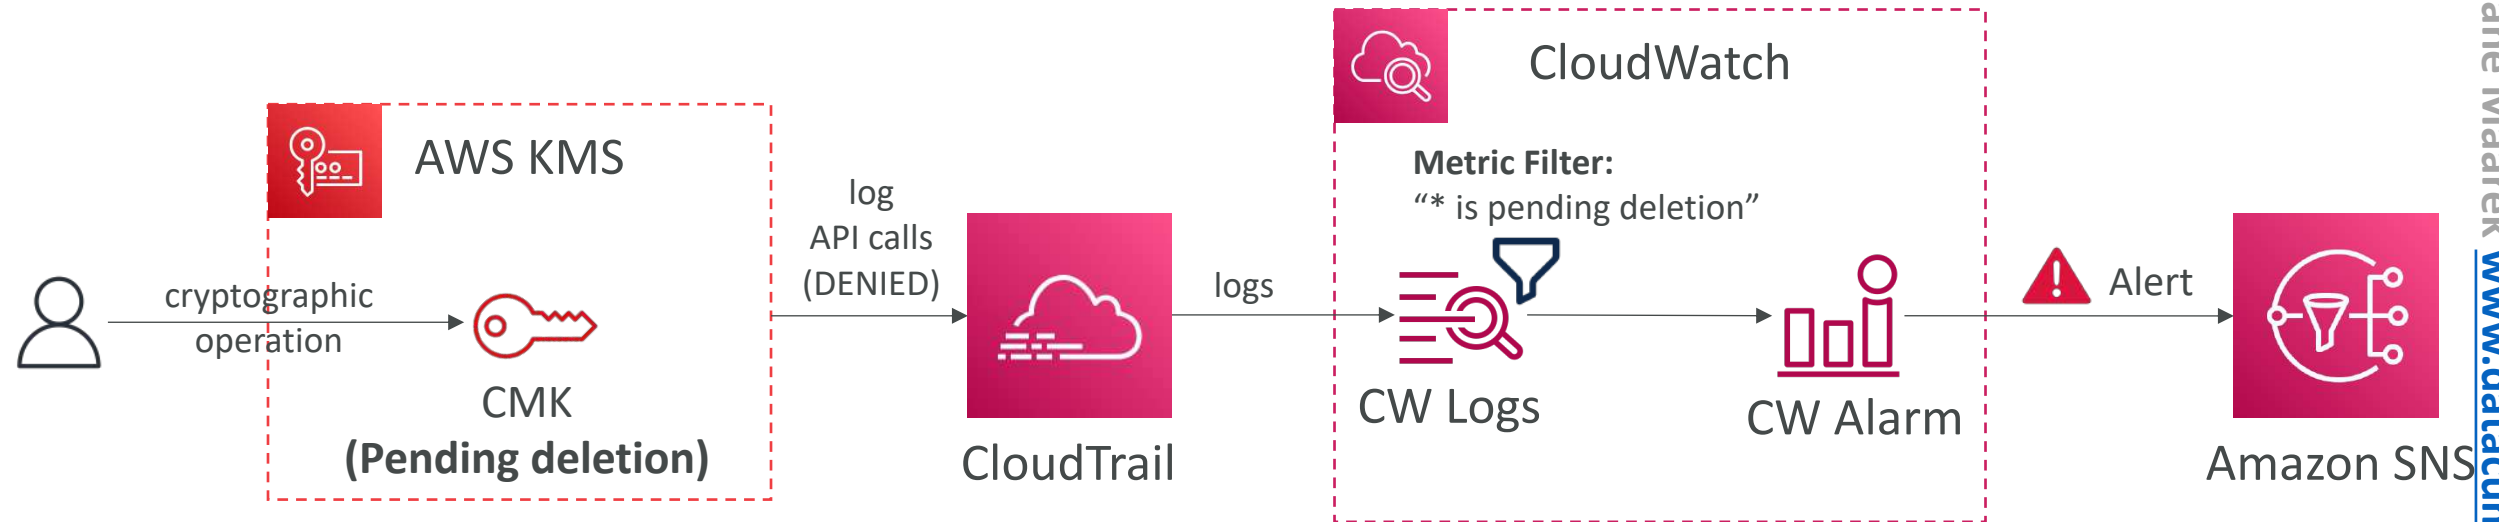 AWS KMS
cryptographic
operation
CMK
(Pending deletion)
log
API calls
(DENIED)
CloudTrail
logs
CloudWatch
Metric Filter:
“* is pending deletion”
CW Logs
CW Alarm
Alert
Amazon SNS